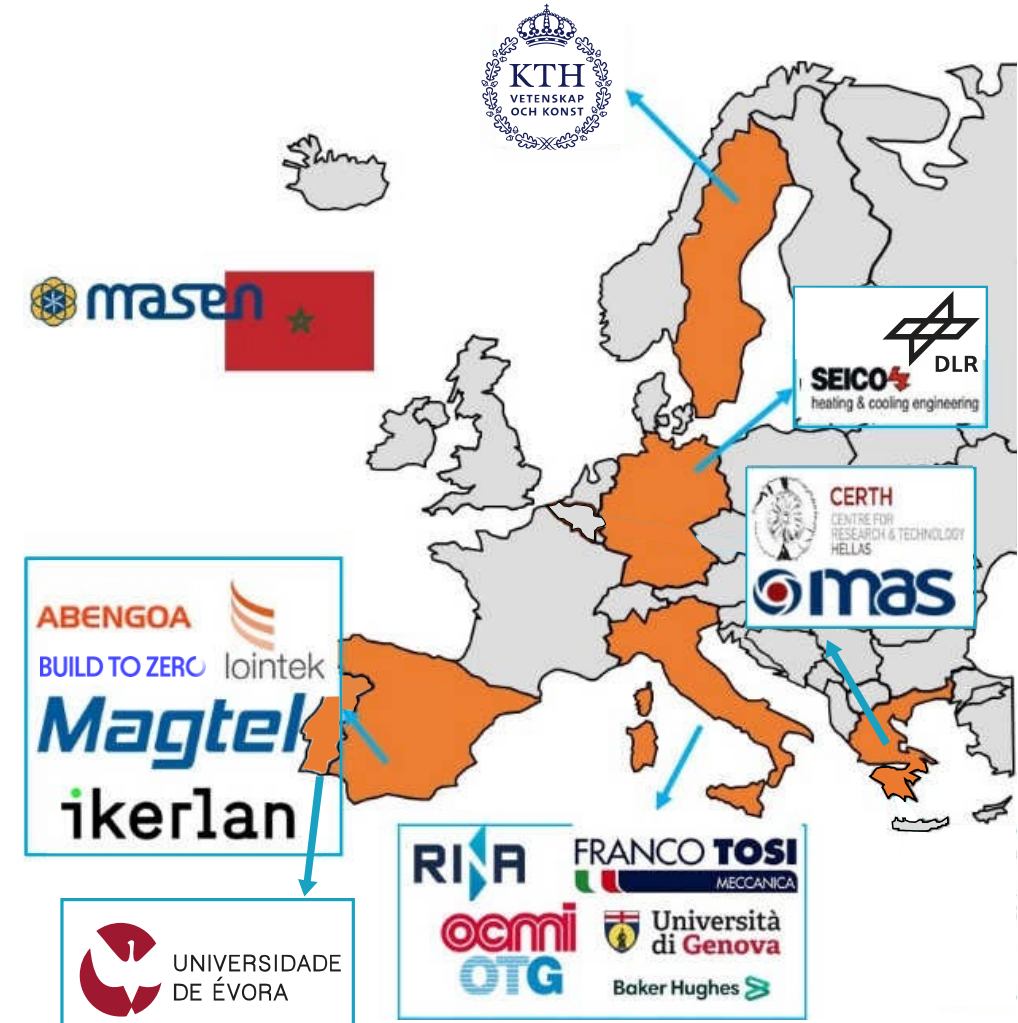 KTH
VETENSKAP
OCH KONST
masen
DLR
SEICO
heating & cooling engineering
CERTH
CENTRE FOR
RESEARCH & TECHNOLOGY
HELLAS
mas
ABENGOA
BUILD TO ZERO
lointek
Magtel
ikerlan
RINA
FRANCO TOSI
MECCANICA
ocmi
OTG
Università
di Genova
Baker Hughes
UNIVERSIDADE
DE ÉVORA